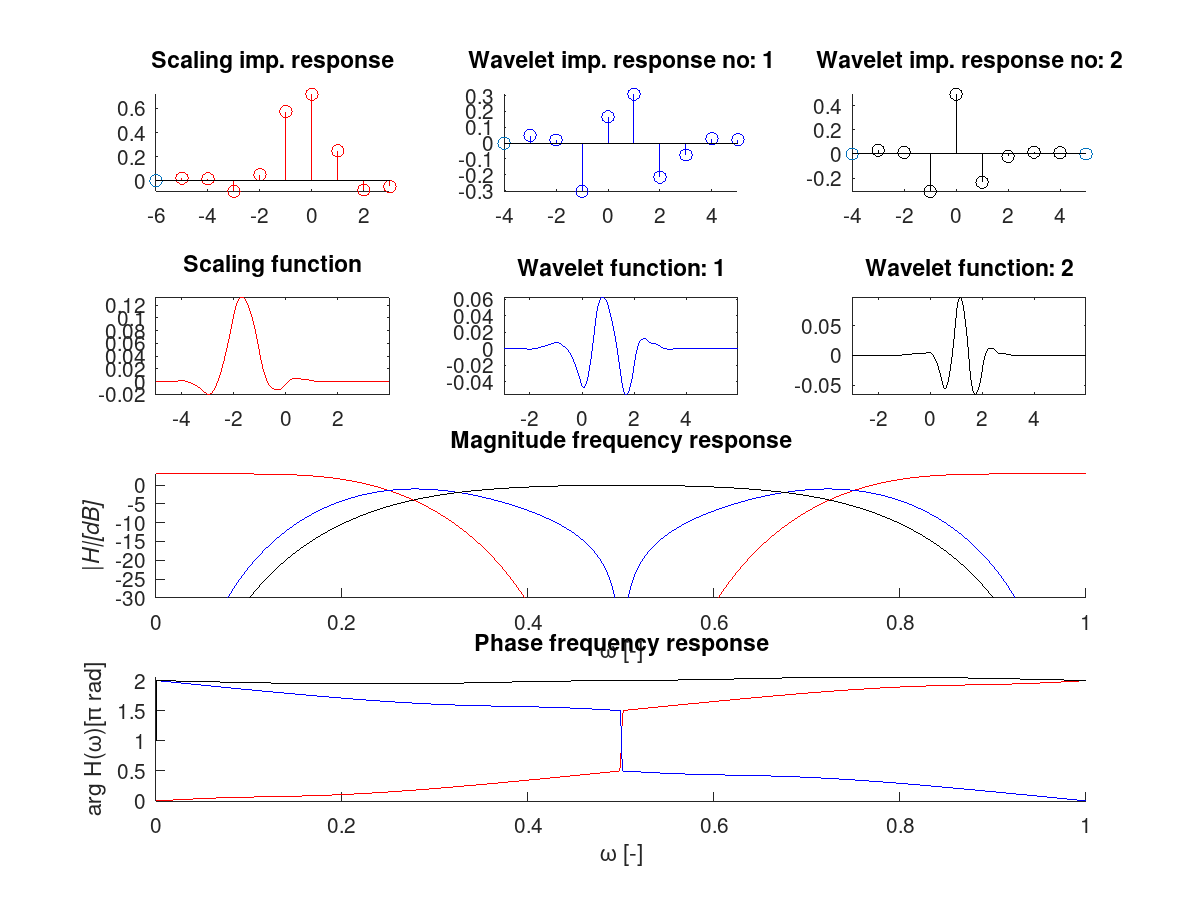 Scaling imp. response
Wavelet imp. response no: 1
Wavelet imp. response no: 2
0.6
0.4
0.2
0
-6 -4 -2 0 2
0.3
0.2
0.1
0
-0.1
-0.2
-0.3
-4 -2 0 2 4
0.4
0.2
0
-0.2
-4 -2 0 2 4
Scaling function
Wavelet function: 1
Wavelet function: 2
0.12
0.1
0.08
0.06
0.04
0.02
0
-0.02
-4 -2 0 2
0.06
0.04
0.02
0
-0.02
-0.04
-2 0 2 4
0.05
0
-0.05
-2 0 2 4
Magnitude frequency response
|H|[dB]
0
-5
-10
-15
-20
-25
-30
0 0.2 0.4 0.6 0.8 1
ω [-]
Phase frequency response
arg H(ω)[π rad]
2
1.5
1
0.5
0
0 0.2 0.4 0.6 0.8 1
ω [-]